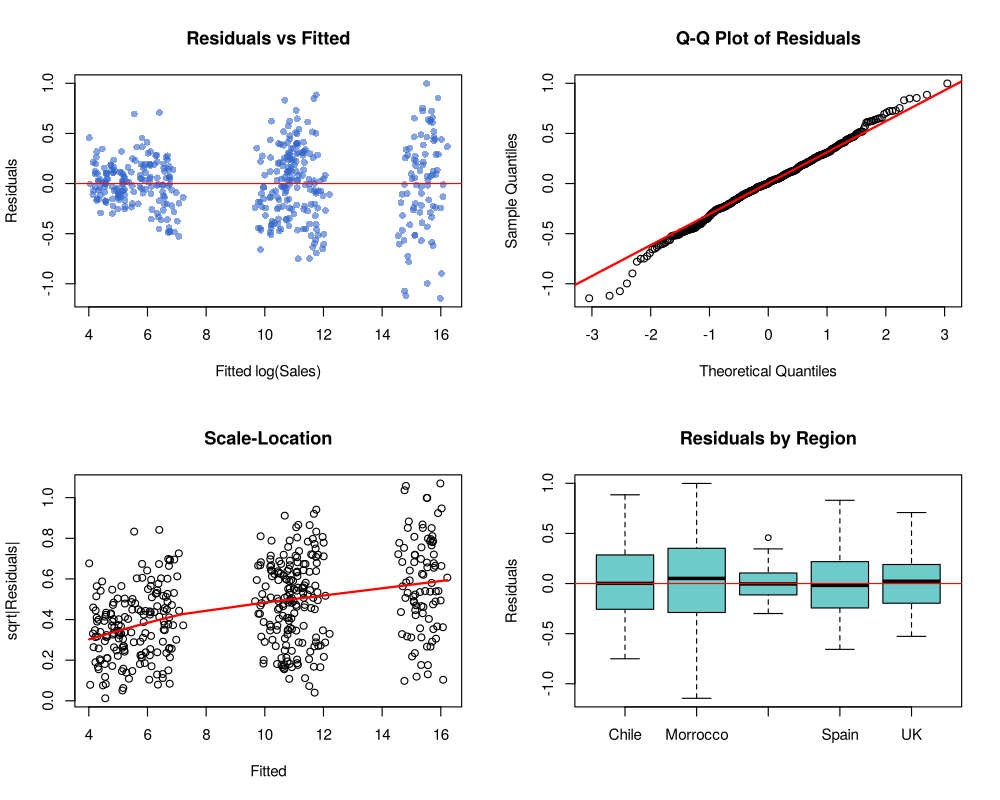 Residuals vs Fitted
Residuals
1.0
0.5
0.0
-0.5
-1.0
4 6 8 10 12 14 16
Fitted log(Sales)
Q-Q Plot of Residuals
Sample Quantiles
1.0
0.5
0.0
-0.5
-1.0
-3 -2 -1 0 1 2 3
Theoretical Quantiles
Scale-Location
sqrt|Residuals|
1.0
0.8
0.6
0.4
0.2
0.0
4 6 8 10 12 14 16
Fitted
Residuals by Region
Residuals
1.0
0.5
0.0
-1.0
Chile Morrocco Spain UK